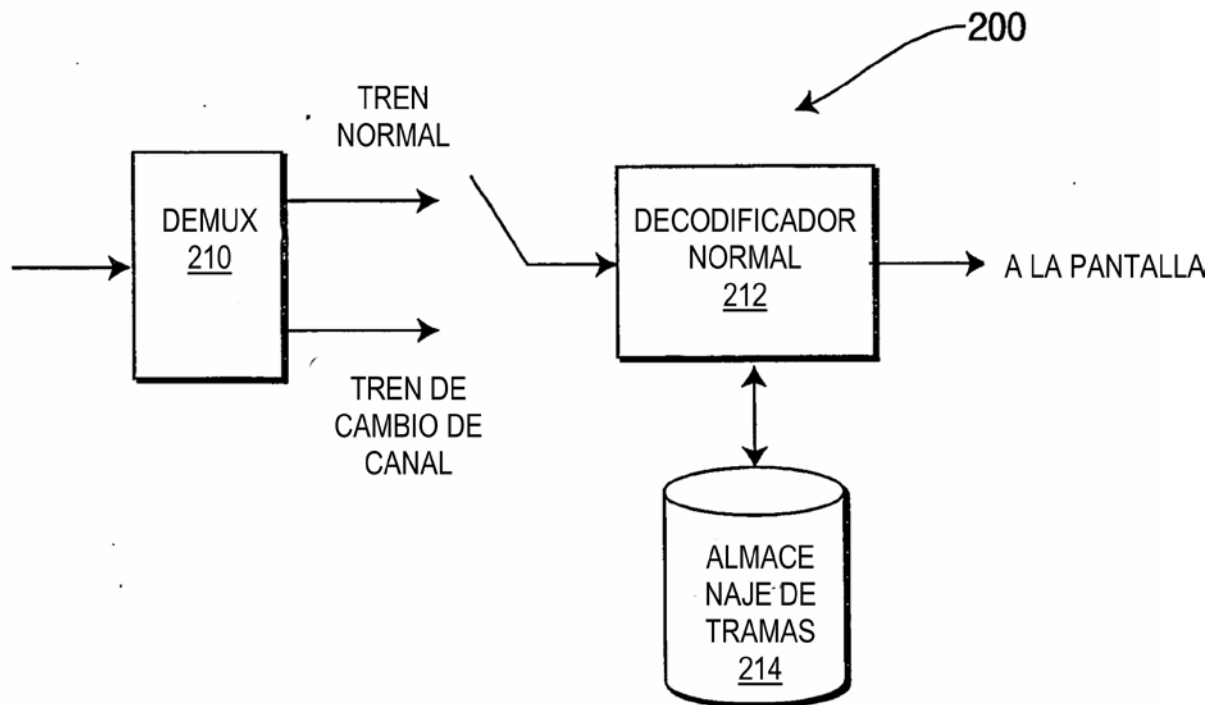 200
TREN
NORMAL
DEMUX
210
DECODIFICADOR
NORMAL
212
A LA PANTALLA
TREN DE
CAMBIO DE
CANAL
ALMACE
NAJE DE
TRAMAS
214